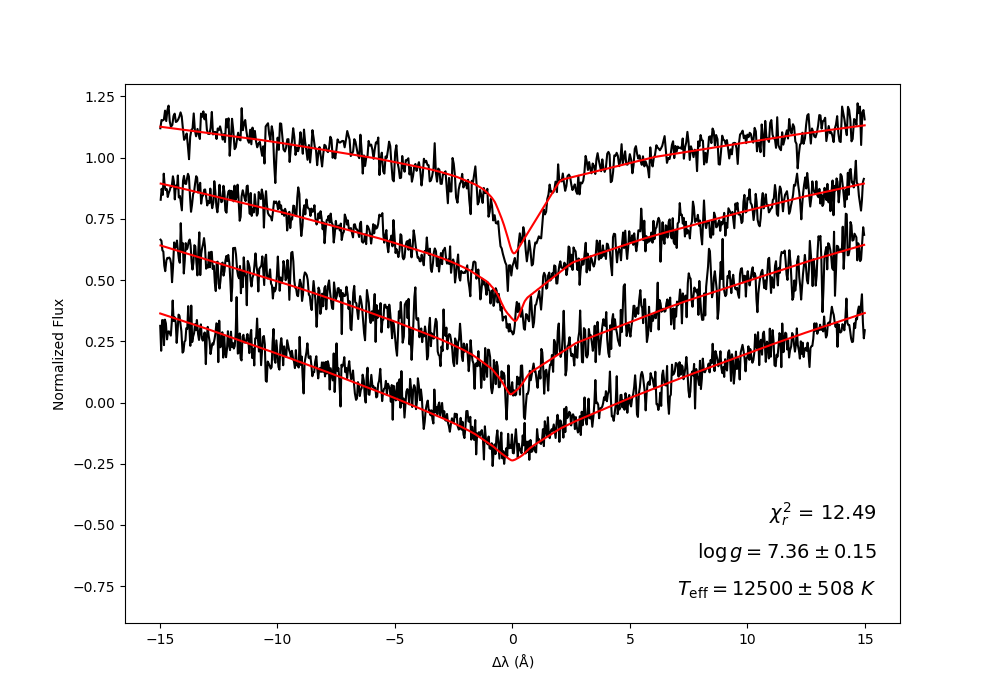 1.25
1.00
0.75
0.50
0.25
0.00
−0.25
−0.50
−0.75
Normalized Flux
χ²ᵣ = 12.49
log g = 7.36 ± 0.15
T_eff = 12500 ± 508 K
−15 −10 −5 0 5 10 15
Δλ (Å)